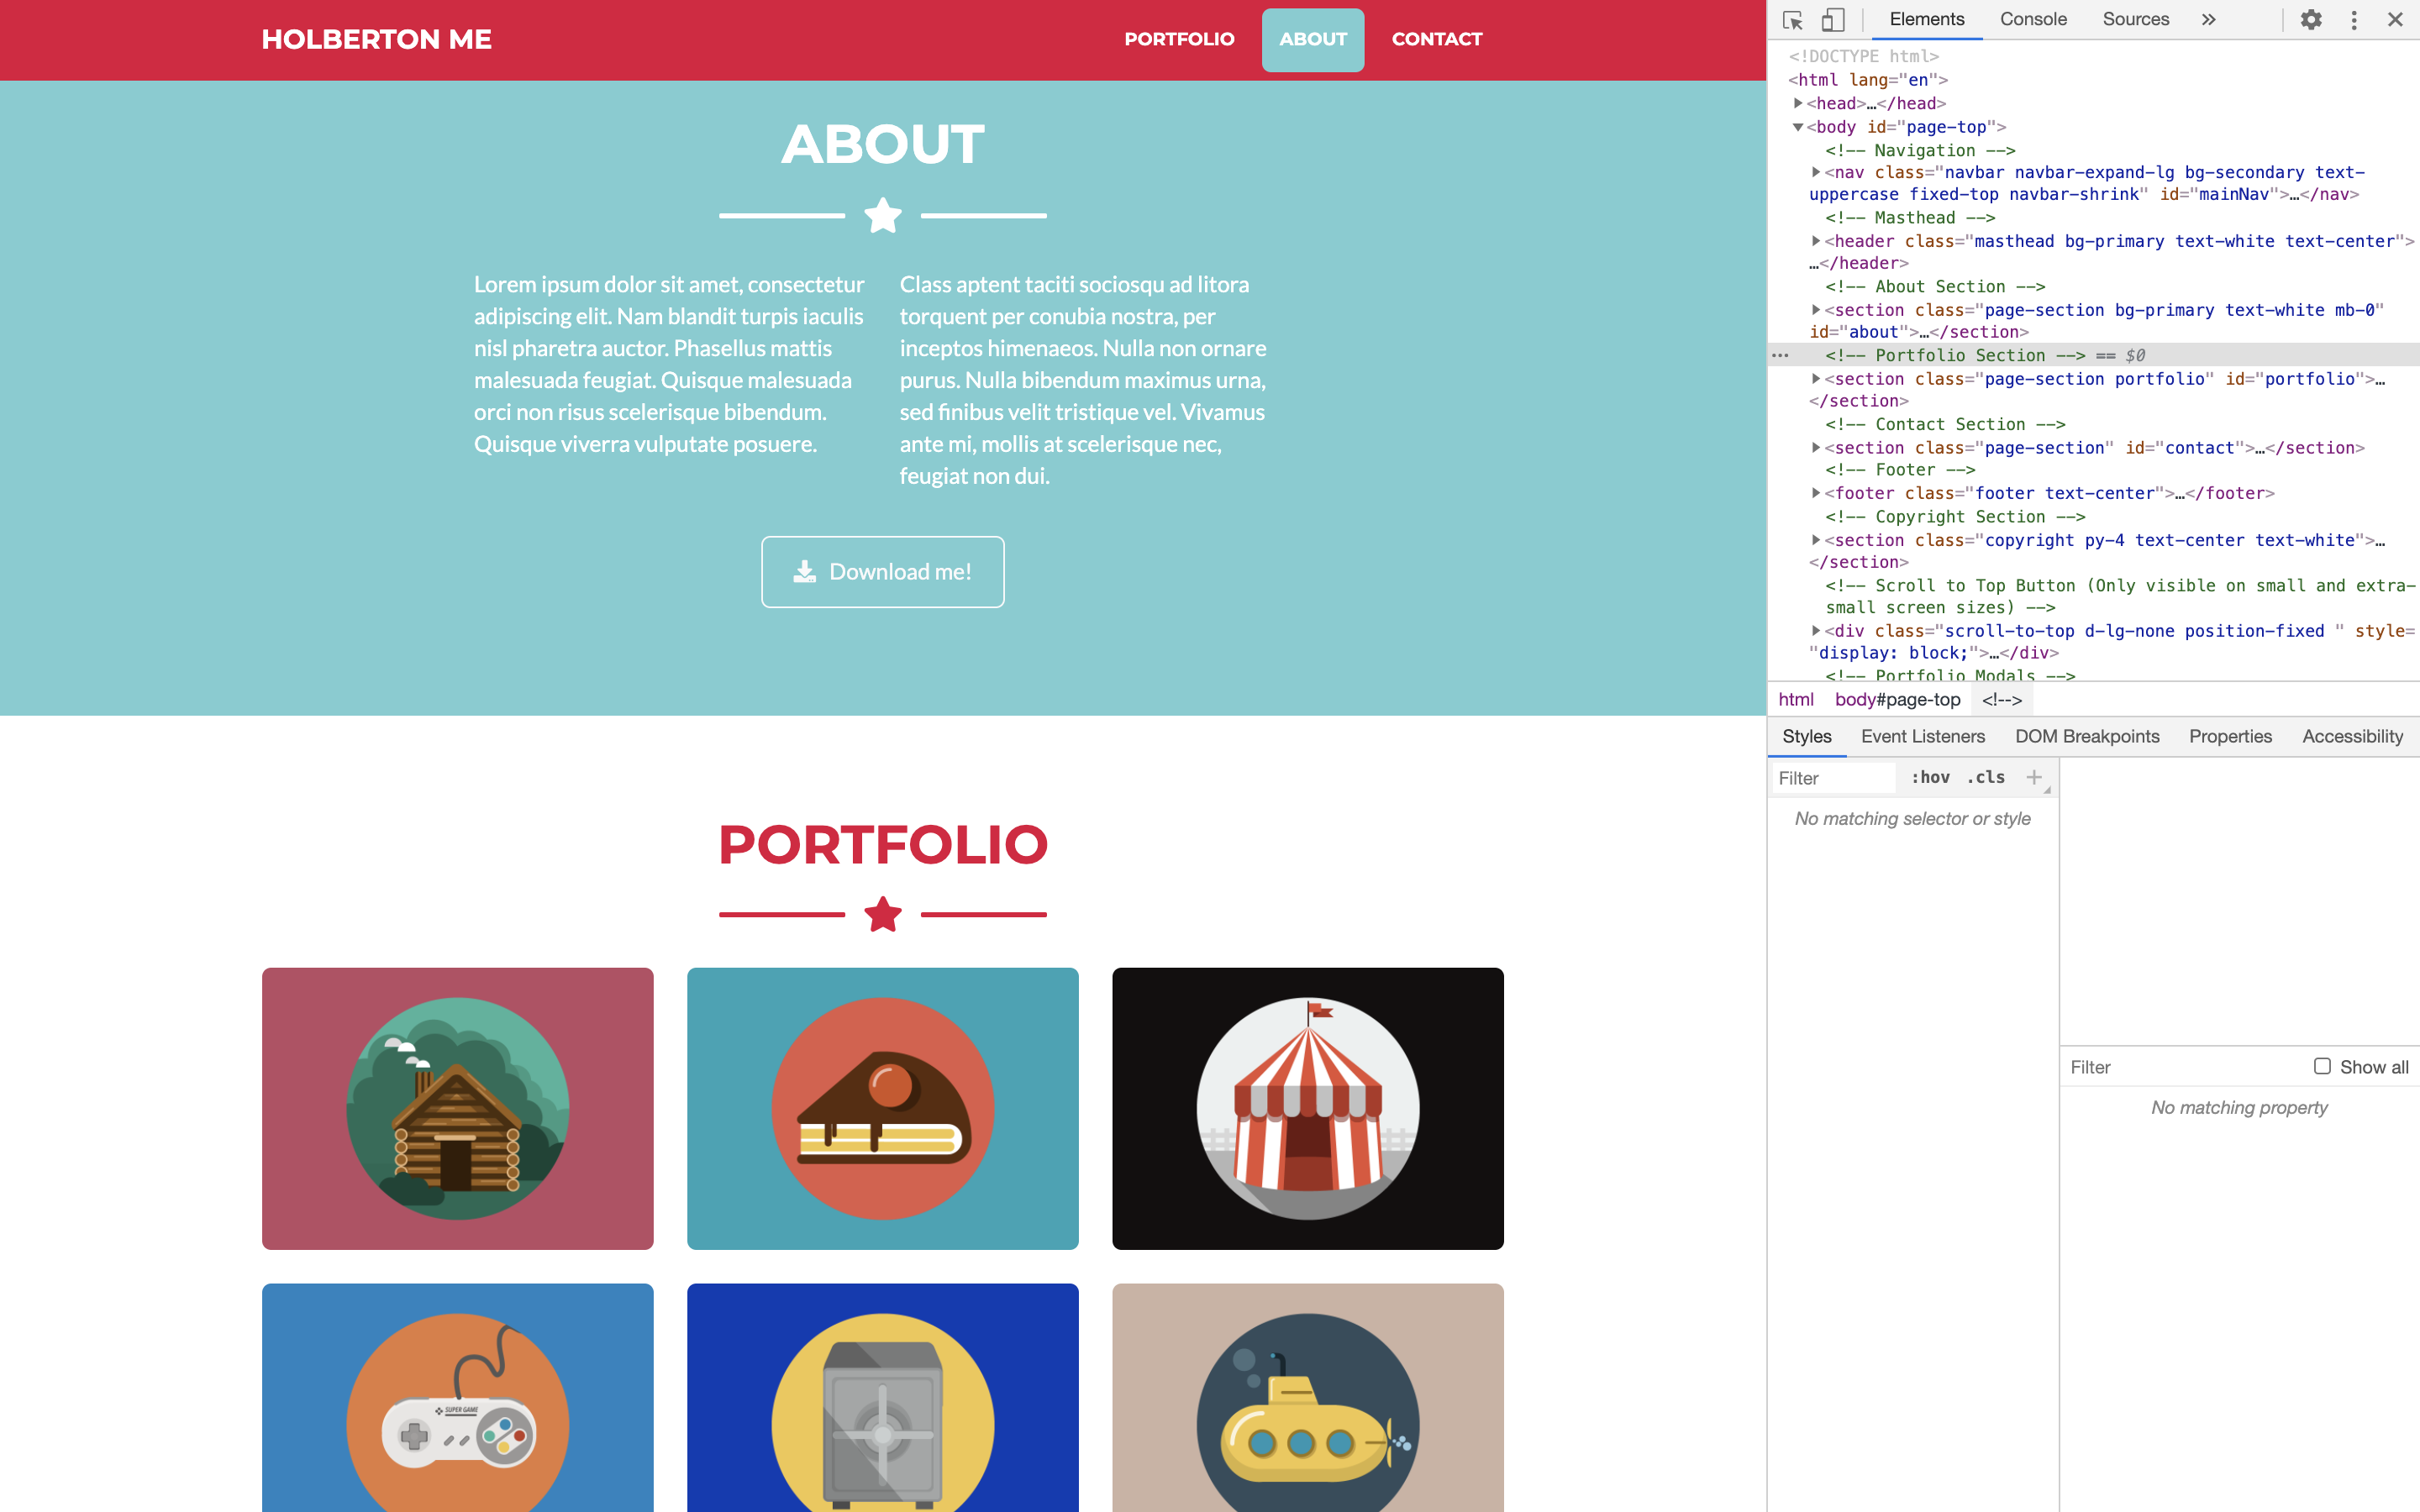 HOLBERTON ME
PORTFOLIO
ABOUT
CONTACT
ABOUT
Lorem ipsum dolor sit amet, consectetur
adipiscing elit. Nam blandit turpis iaculis
nisl pharetra auctor. Phasellus mattis
malesuada feugiat. Quisque malesuada
orci non risus scelerisque bibendum.
Quisque viverra vulputate posuere.
Class aptent taciti sociosqu ad litora
torquent per conubia nostra, per
inceptos himenaeos. Nulla non ornare
purus. Nulla bibendum maximus urna,
sed finibus velit tristique vel. Vivamus
ante mi, mollis at scelerisque nec,
feugiat non dui.
Download me!
PORTFOLIO
SUPER GAME
Elements
Console
Sources
<!DOCTYPE html>
<html lang="en">
<head>…</head>
<body id="page-top">
<!-- Navigation -->
<nav class="navbar navbar-expand-lg bg-secondary text-
uppercase fixed-top navbar-shrink" id="mainNav">…</nav>
<!-- Masthead -->
<header class="masthead bg-primary text-white text-center">
…</header>
<!-- About Section -->
<section class="page-section bg-primary text-white mb-0"
id="about">…</section>
<!-- Portfolio Section --> == $0
<section class="page-section portfolio" id="portfolio">…
</section>
<!-- Contact Section -->
<section class="page-section" id="contact">…</section>
<!-- Footer -->
<footer class="footer text-center">…</footer>
<!-- Copyright Section -->
<section class="copyright py-4 text-center text-white">…
</section>
<!-- Scroll to Top Button (Only visible on small and extra-
small screen sizes) -->
<div class="scroll-to-top d-lg-none position-fixed " style=
"display: block;">…</div>
<!-- Portfolio Modals -->
html body#page-top <!-->
Styles
Event Listeners
DOM Breakpoints
Properties
Accessibility
Filter
:hov .cls +
No matching selector or style
Filter
Show all
No matching property